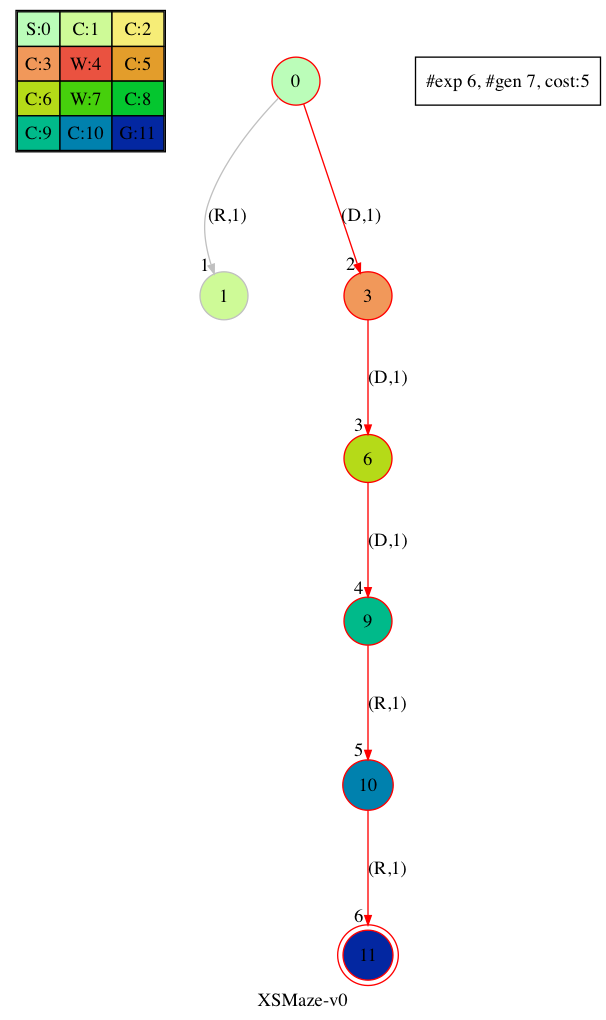 S:0 C:1 C:2
C:3 W:4 C:5
C:6 W:7 C:8
C:9 C:10 G:11
#exp 6, #gen 7, cost:5
0
(R,1)
(D,1)
1
2
1
3
(D,1)
3
6
(D,1)
4
9
(R,1)
5
10
(R,1)
6
11
XSMaze-v0